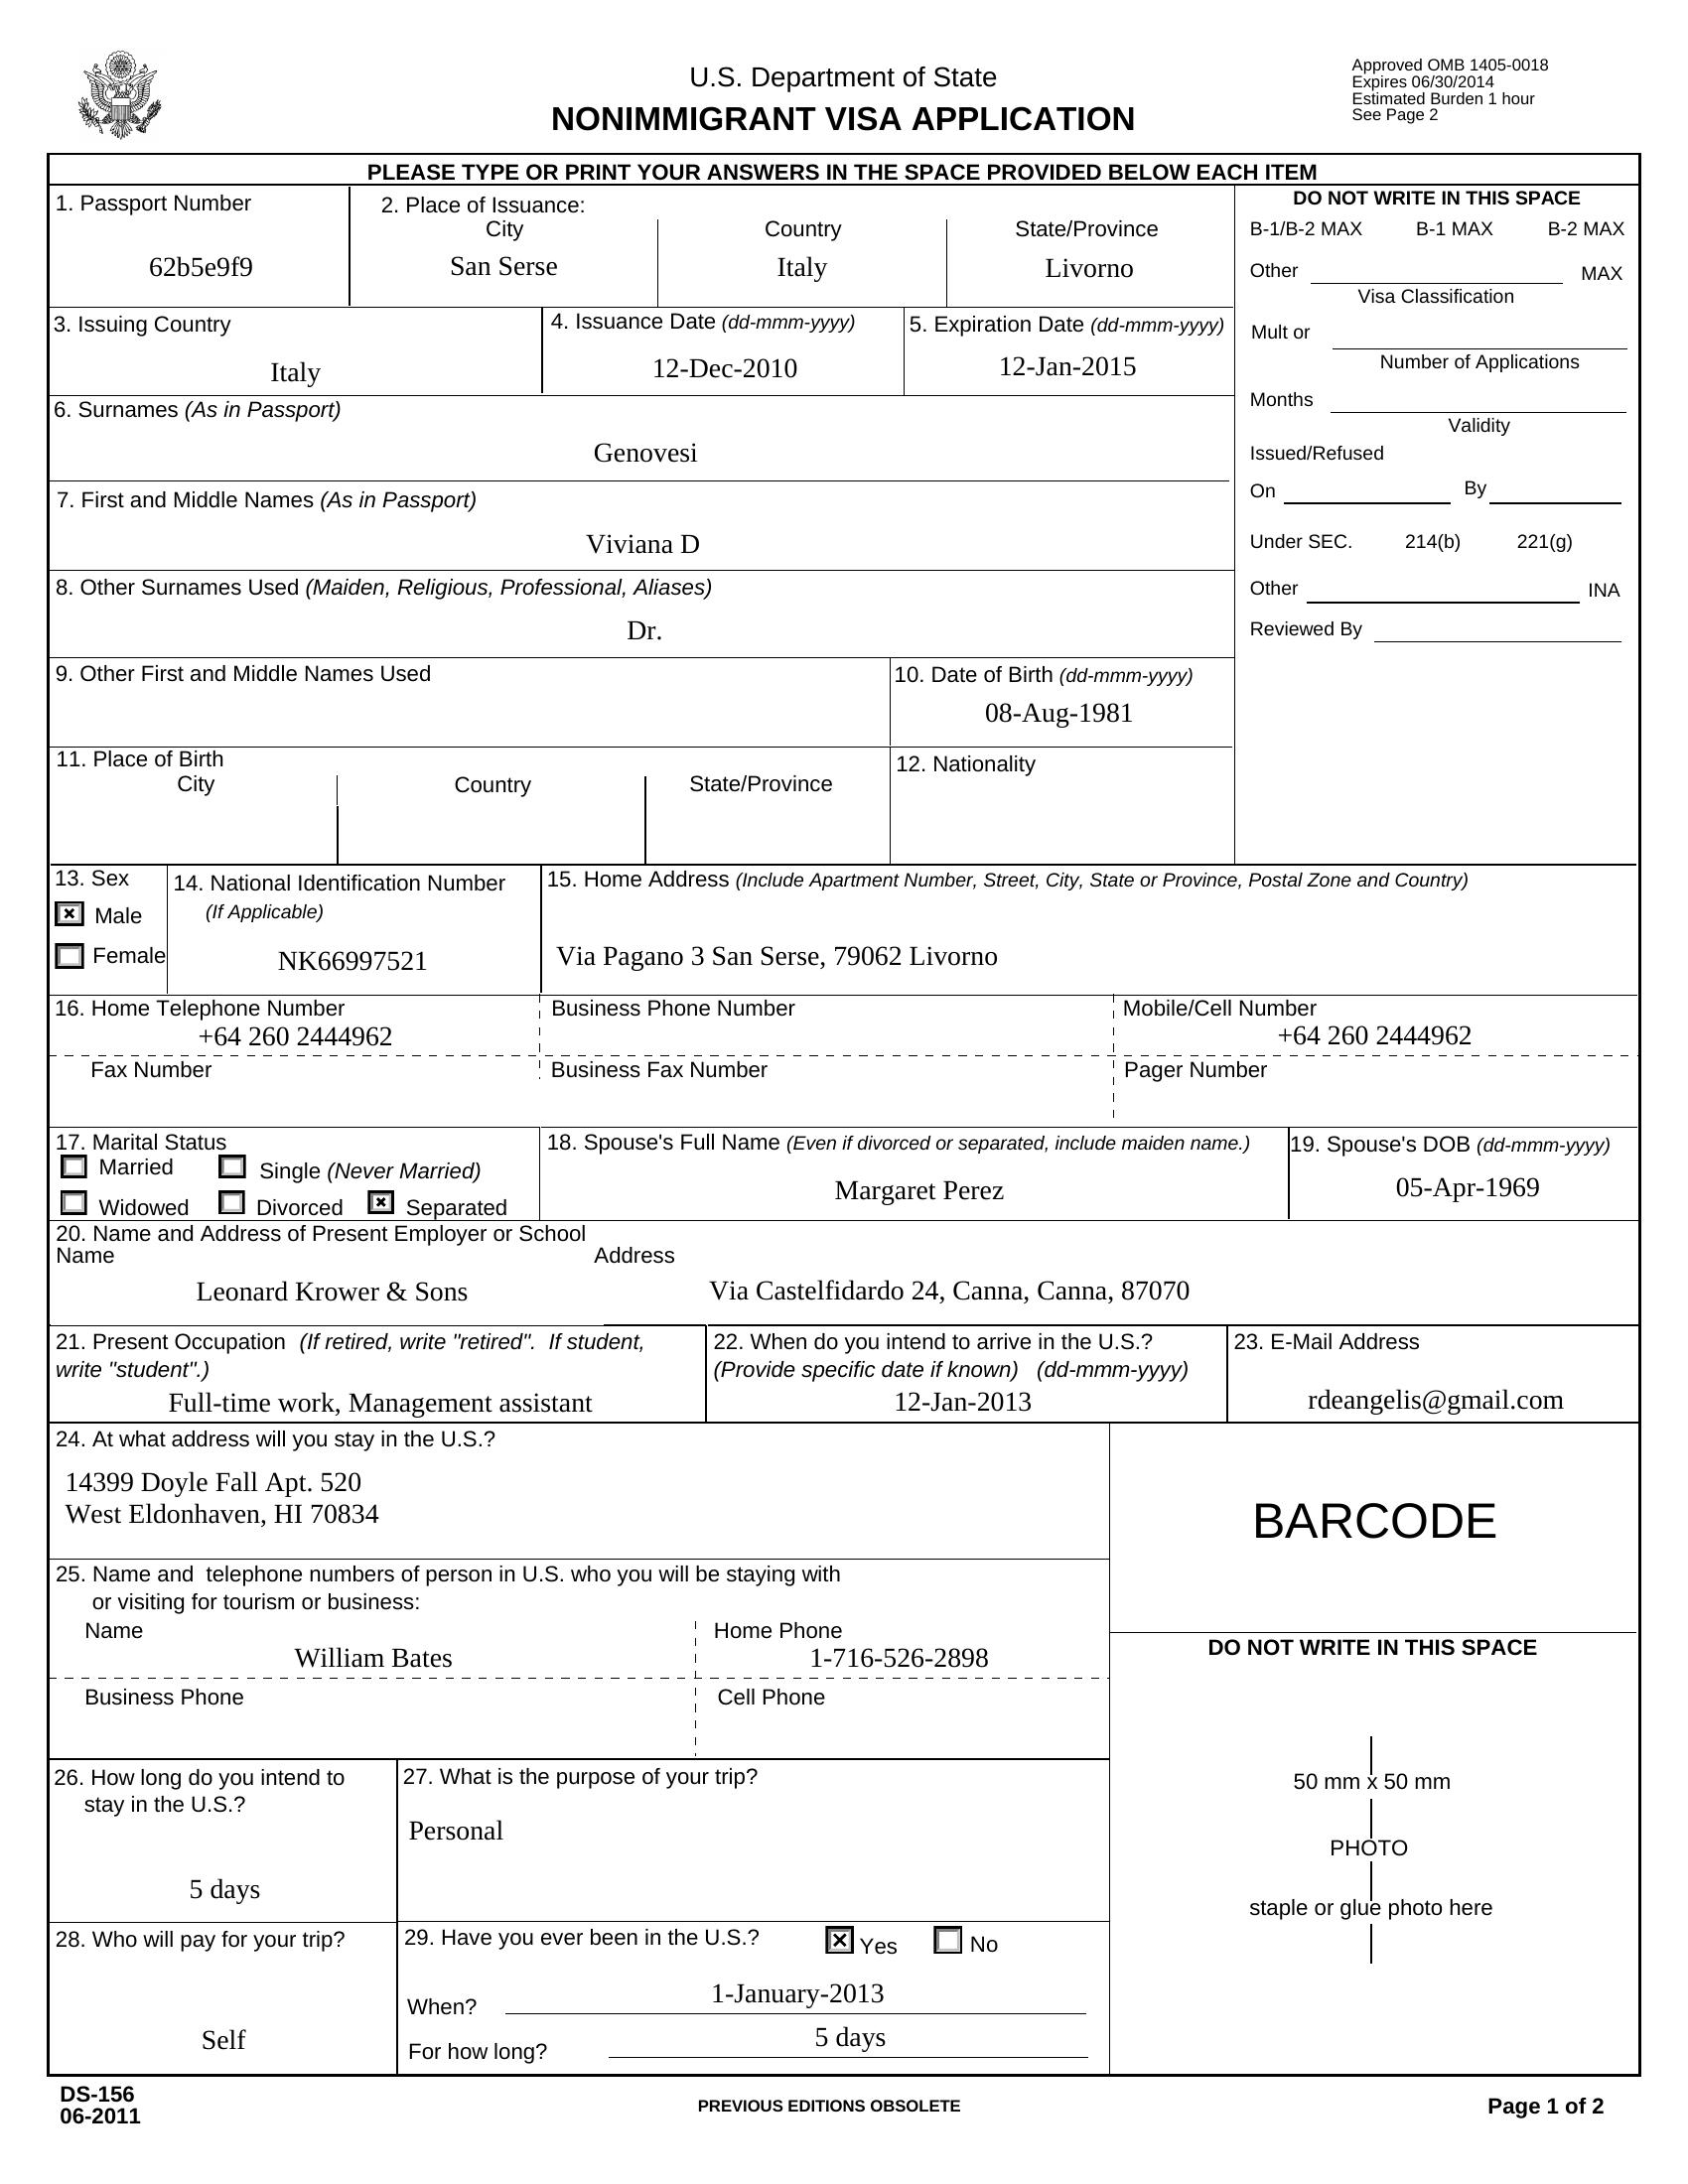 U.S. Department of State
NONIMMIGRANT VISA APPLICATION
Approved OMB 1405-0018
Expires 06/30/2014
Estimated Burden 1 hour
See Page 2
PLEASE TYPE OR PRINT YOUR ANSWERS IN THE SPACE PROVIDED BELOW EACH ITEM
1. Passport Number
62b5e9f9
2. Place of Issuance:
City
San Serse
Country
Italy
State/Province
Livorno
DO NOT WRITE IN THIS SPACE
B-1/B-2 MAX B-1 MAX B-2 MAX
Other MAX
Visa Classification
Mult or
Number of Applications
Months
Validity
Issued/Refused
On By
Under SEC. 214(b) 221(g)
Other INA
Reviewed By
3. Issuing Country
Italy
4. Issuance Date (dd-mmm-yyyy)
12-Dec-2010
5. Expiration Date (dd-mmm-yyyy)
12-Jan-2015
6. Surnames (As in Passport)
Genovesi
7. First and Middle Names (As in Passport)
Viviana D
8. Other Surnames Used (Maiden, Religious, Professional, Aliases)
Dr.
9. Other First and Middle Names Used
10. Date of Birth (dd-mmm-yyyy)
08-Aug-1981
11. Place of Birth
City Country State/Province
12. Nationality
13. Sex
Male
Female
14. National Identification Number
(If Applicable)
NK66997521
15. Home Address (Include Apartment Number, Street, City, State or Province, Postal Zone and Country)
Via Pagano 3 San Serse, 79062 Livorno
16. Home Telephone Number
+64 260 2444962
Business Phone Number
Mobile/Cell Number
+64 260 2444962
Fax Number
Business Fax Number
Pager Number
17. Marital Status
Married Single (Never Married)
Widowed Divorced Separated
18. Spouse's Full Name (Even if divorced or separated, include maiden name.)
Margaret Perez
19. Spouse's DOB (dd-mmm-yyyy)
05-Apr-1969
20. Name and Address of Present Employer or School
Name Address
Leonard Krower & Sons Via Castelfidardo 24, Canna, Canna, 87070
21. Present Occupation (If retired, write "retired". If student,
write "student".)
Full-time work, Management assistant
22. When do you intend to arrive in the U.S.?
(Provide specific date if known) (dd-mmm-yyyy)
12-Jan-2013
23. E-Mail Address
rdeangelis@gmail.com
24. At what address will you stay in the U.S.?
14399 Doyle Fall Apt. 520
West Eldonhaven, HI 70834
BARCODE
25. Name and telephone numbers of person in U.S. who you will be staying with
or visiting for tourism or business:
Name
William Bates
Home Phone
1-716-526-2898
Business Phone
Cell Phone
DO NOT WRITE IN THIS SPACE
50 mm x 50 mm
PHOTO
staple or glue photo here
26. How long do you intend to
stay in the U.S.?
5 days
27. What is the purpose of your trip?
Personal
28. Who will pay for your trip?
Self
29. Have you ever been in the U.S.? Yes No
When? 1-January-2013
For how long? 5 days
DS-156
06-2011
PREVIOUS EDITIONS OBSOLETE
Page 1 of 2